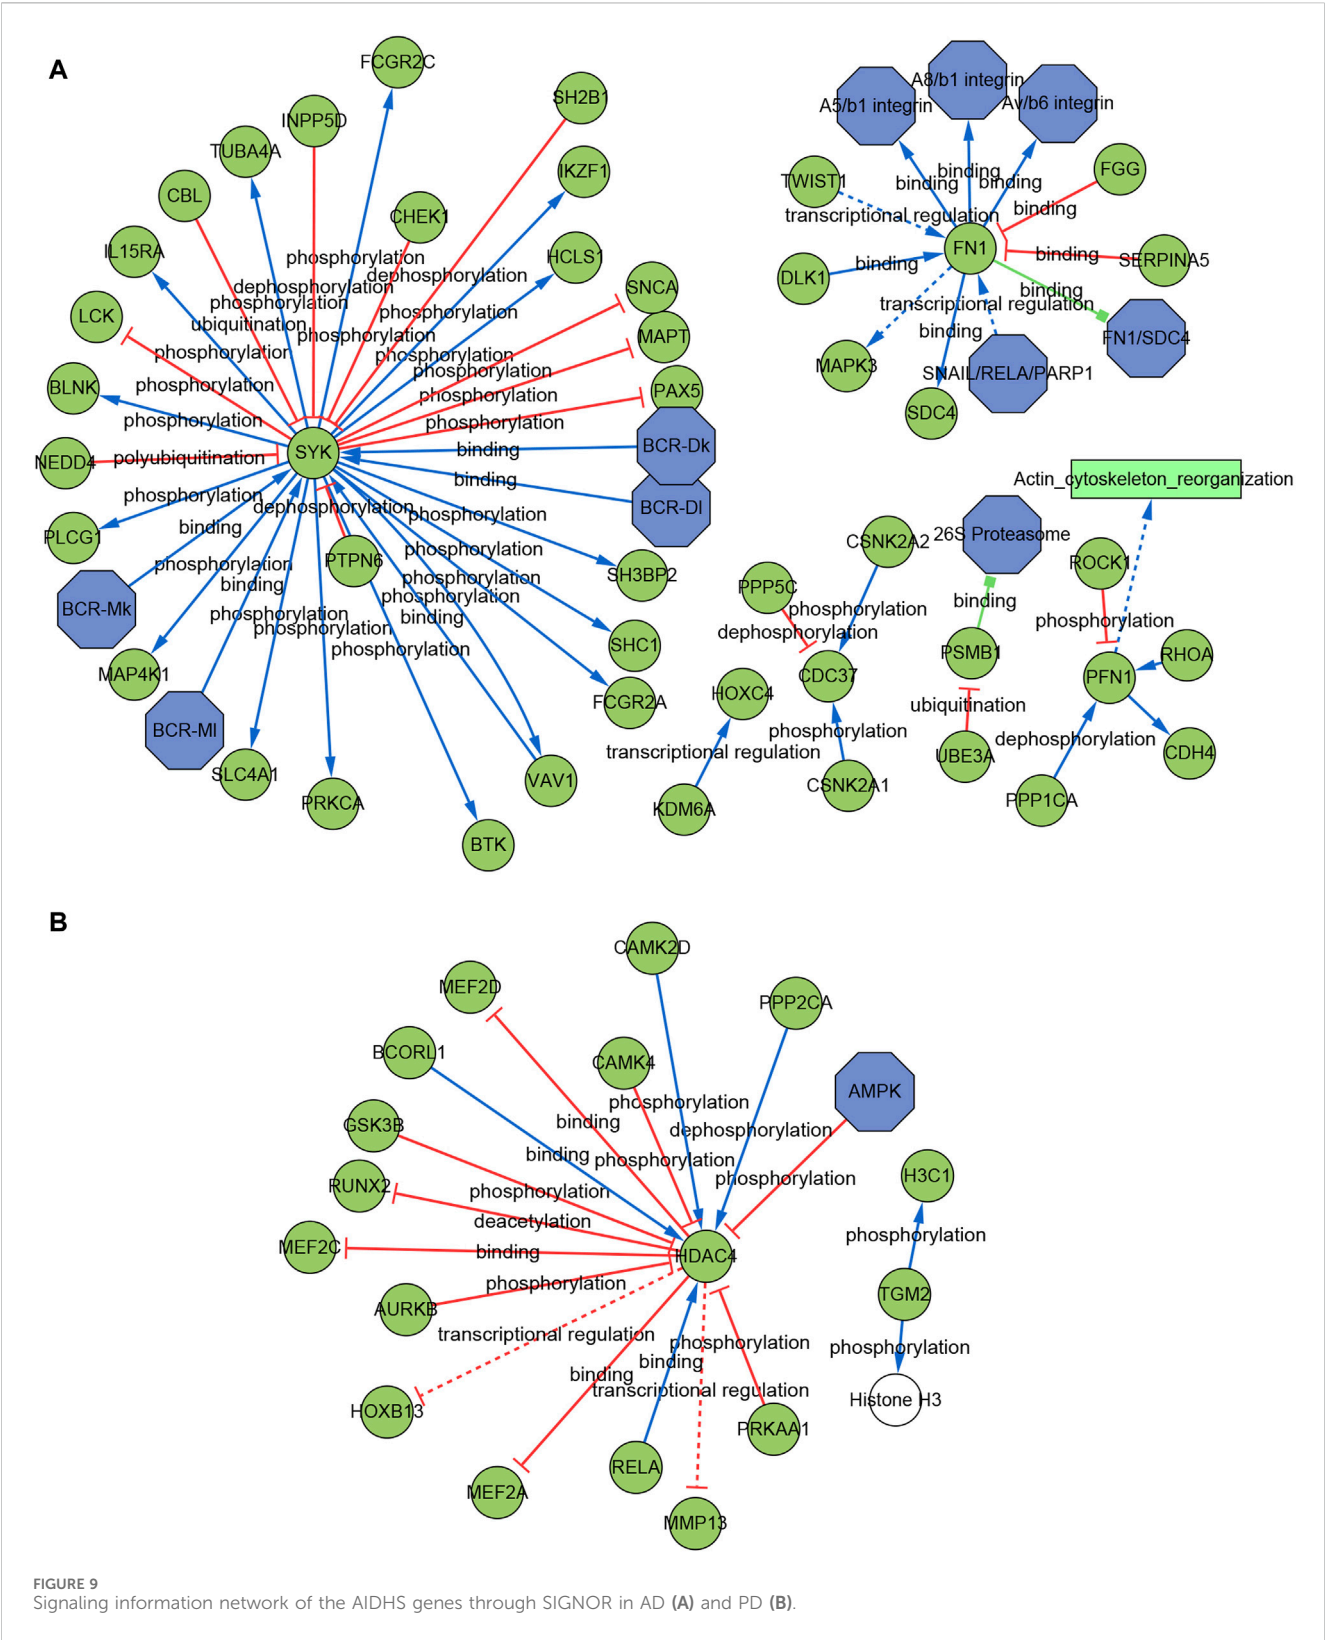 A
FCGR2C
SH2B1
INPP5D
TUBA4A
IKZF1
CBL
CHEK1
IL15RA
HCLS1
phosphorylation
dephosphorylation
dephosphorylation
phosphorylation
SNCA
LCK
phosphorylation
ubiquitination
phosphorylation
MAPT
phosphorylation
phosphorylation
phosphorylation
BLNK
phosphorylation
phosphorylation
PAX5
phosphorylation
phosphorylation
BCR-Dk
SYK
binding
NEDD4
polyubiquitination
binding
phosphorylation
BCR-Dl
dephosphorylation
phosphorylation
binding
PLCG1
phosphorylation
PTPN6
phosphorylation
SH3BP2
binding
phosphorylation
phosphorylation
BCR-Mk
phosphorylation
binding
phosphorylation
phosphorylation
SHC1
MAP4K1
FCGR2A
BCR-Ml
SLC4A1
VAV1
PRKCA
BTK
A8/b1 integrin
A5/b1 integrin
Av/b6 integrin
TWIST1
FGG
binding
binding
binding
transcriptional regulation
binding
FN1
DLK1
binding
binding
SERPINA5
binding
transcriptional regulation
binding
FN1/SDC4
MAPK3
SNAIL/RELA/PARP1
SDC4
Actin_cytoskeleton_reorganization
CSNK2A2
26S Proteasome
PPP5C
ROCK1
phosphorylation
binding
dephosphorylation
phosphorylation
PSMB1
RHOA
CDC37
PFN1
HOXC4
ubiquitination
phosphorylation
dephosphorylation
transcriptional regulation
UBE3A
CDH4
CSNK2A1
KDM6A
PPP1CA
B
CAMK2D
MEF2D
PPP2CA
BCORL1
CAMK4
AMPK
phosphorylation
GSK3B
binding
dephosphorylation
binding
phosphorylation
H3C1
RUNX2
phosphorylation
phosphorylation
deacetylation
phosphorylation
MEF2C
binding
HDAC4
phosphorylation
TGM2
AURKB
transcriptional regulation
phosphorylation
phosphorylation
binding
binding
transcriptional regulation
Histone H3
HOXB13
PRKAA1
RELA
MEF2A
MMP13
FIGURE 9
Signaling information network of the AIDHS genes through SIGNOR in AD (A) and PD (B).